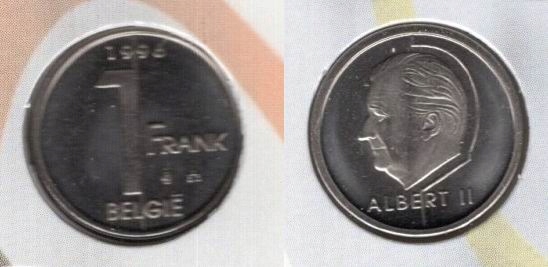 1996
1
FRANK
BELGIË
ALBERT II